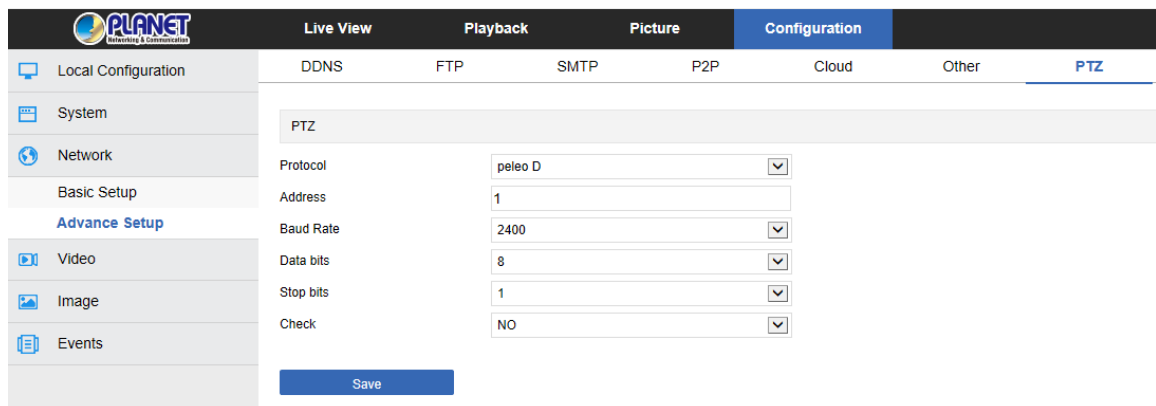 PLANET
Networking & Communication
Live View Playback Picture Configuration
Local Configuration
System
Network
Basic Setup
Advance Setup
Video
Image
Events
DDNS FTP SMTP P2P Cloud Other PTZ
PTZ
Protocol peleo D
Address 1
Baud Rate 2400
Data bits 8
Stop bits 1
Check NO
Save